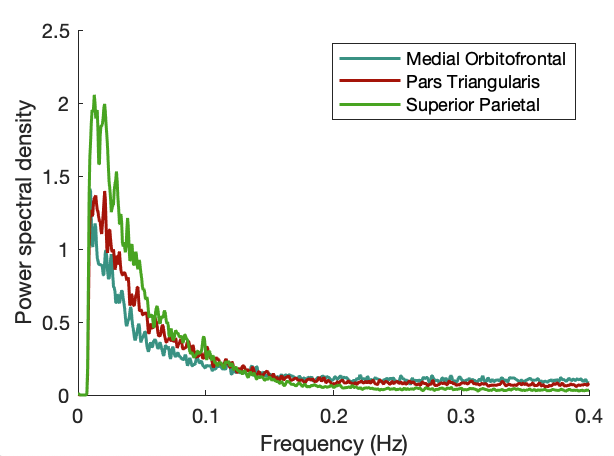 2.5
2
1.5
1
0.5
0
Power spectral density
Medial Orbitofrontal
Pars Triangularis
Superior Parietal
0 0.1 0.2 0.3 0.4
Frequency (Hz)